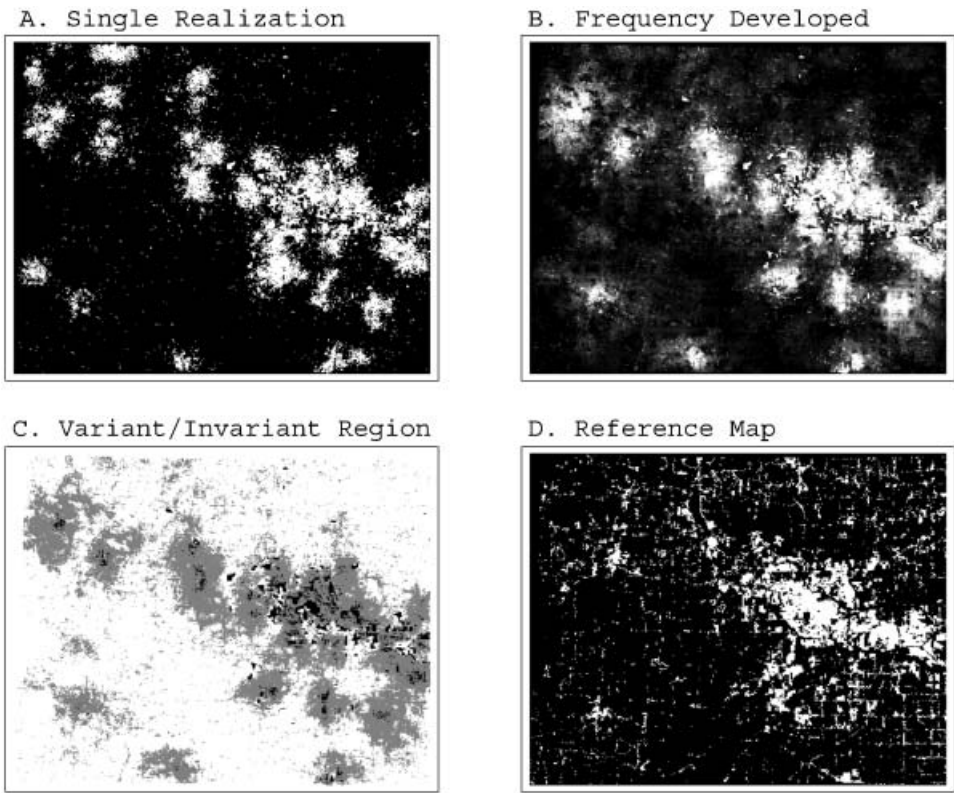 A. Single Realization
B. Frequency Developed
C. Variant/Invariant Region
D. Reference Map